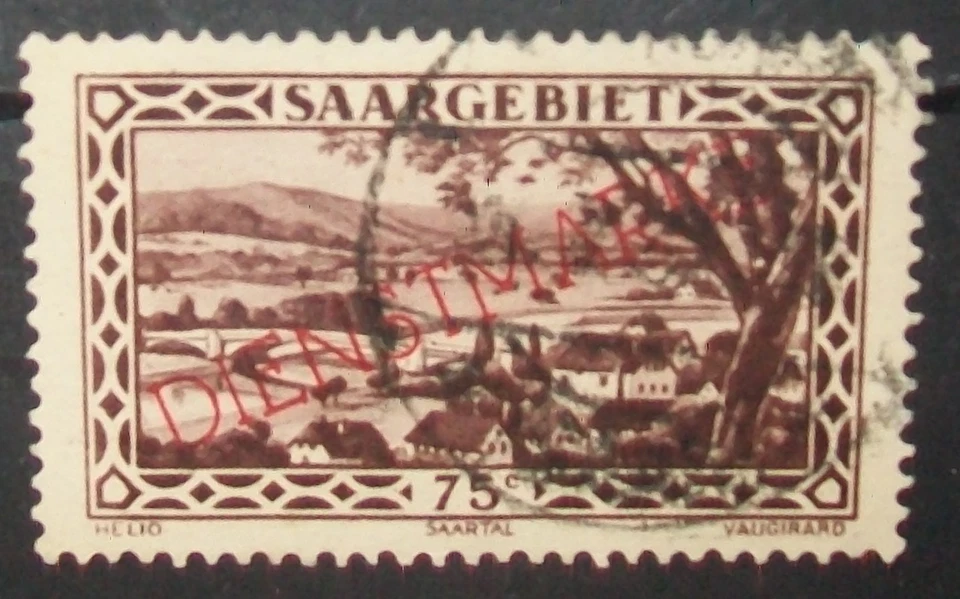 SAARGEBIET
DIENSTMARKE
75c
HELIO SAARTAL VAUGIRARD